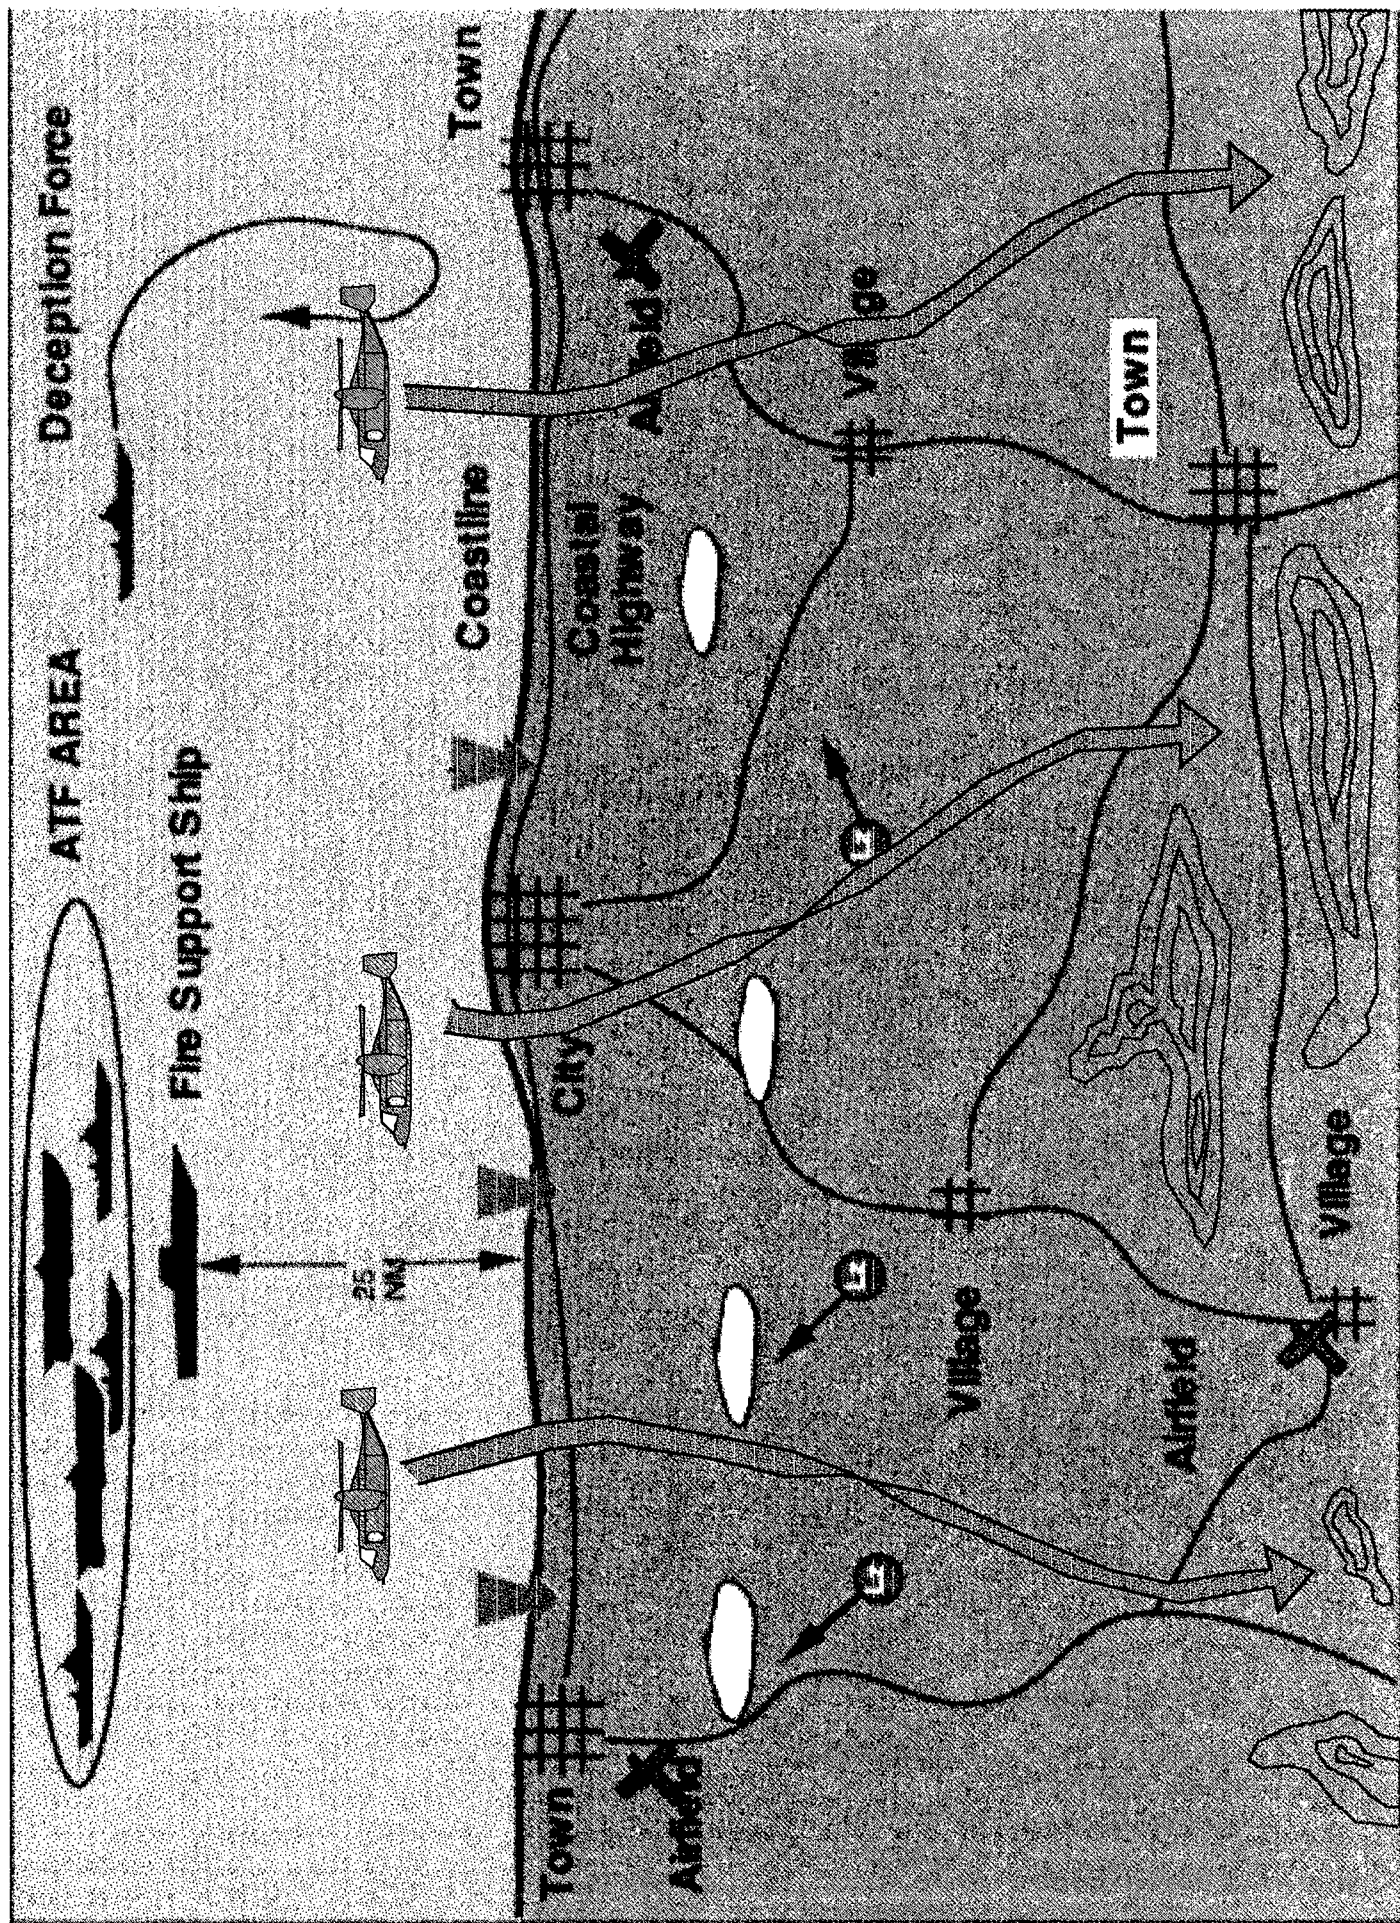 Deception Force
ATF AREA
Fire Support Ship
25
NM
Town
Coastline
Town
City
Coastal
Highway
Airfield
Airfield
Village
LZ
LZ
LZ
Village
Town
Airfield
Village